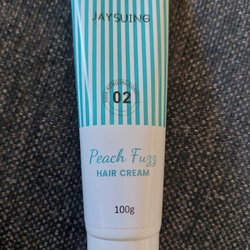 JAYSUING
02
Peach Fuzz
HAIR CREAM
100g